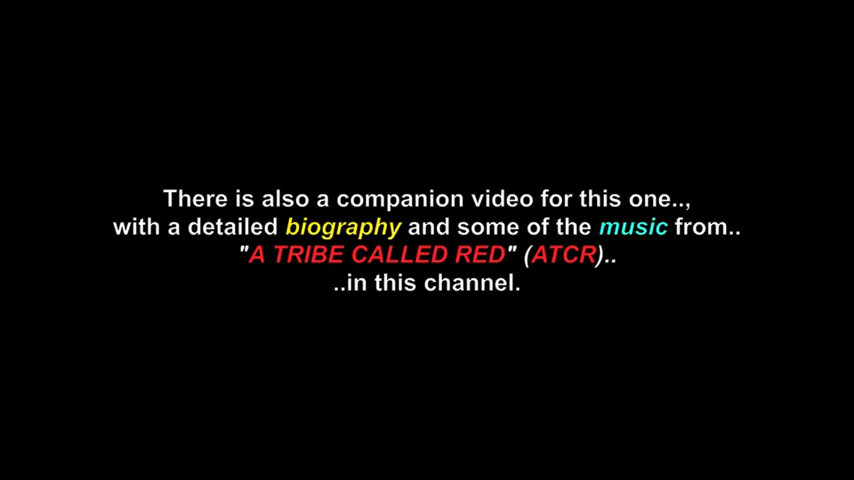 There is also a companion video for this one..,
with a detailed biography and some of the music from..
"A TRIBE CALLED RED" (ATCR)..
..in this channel.